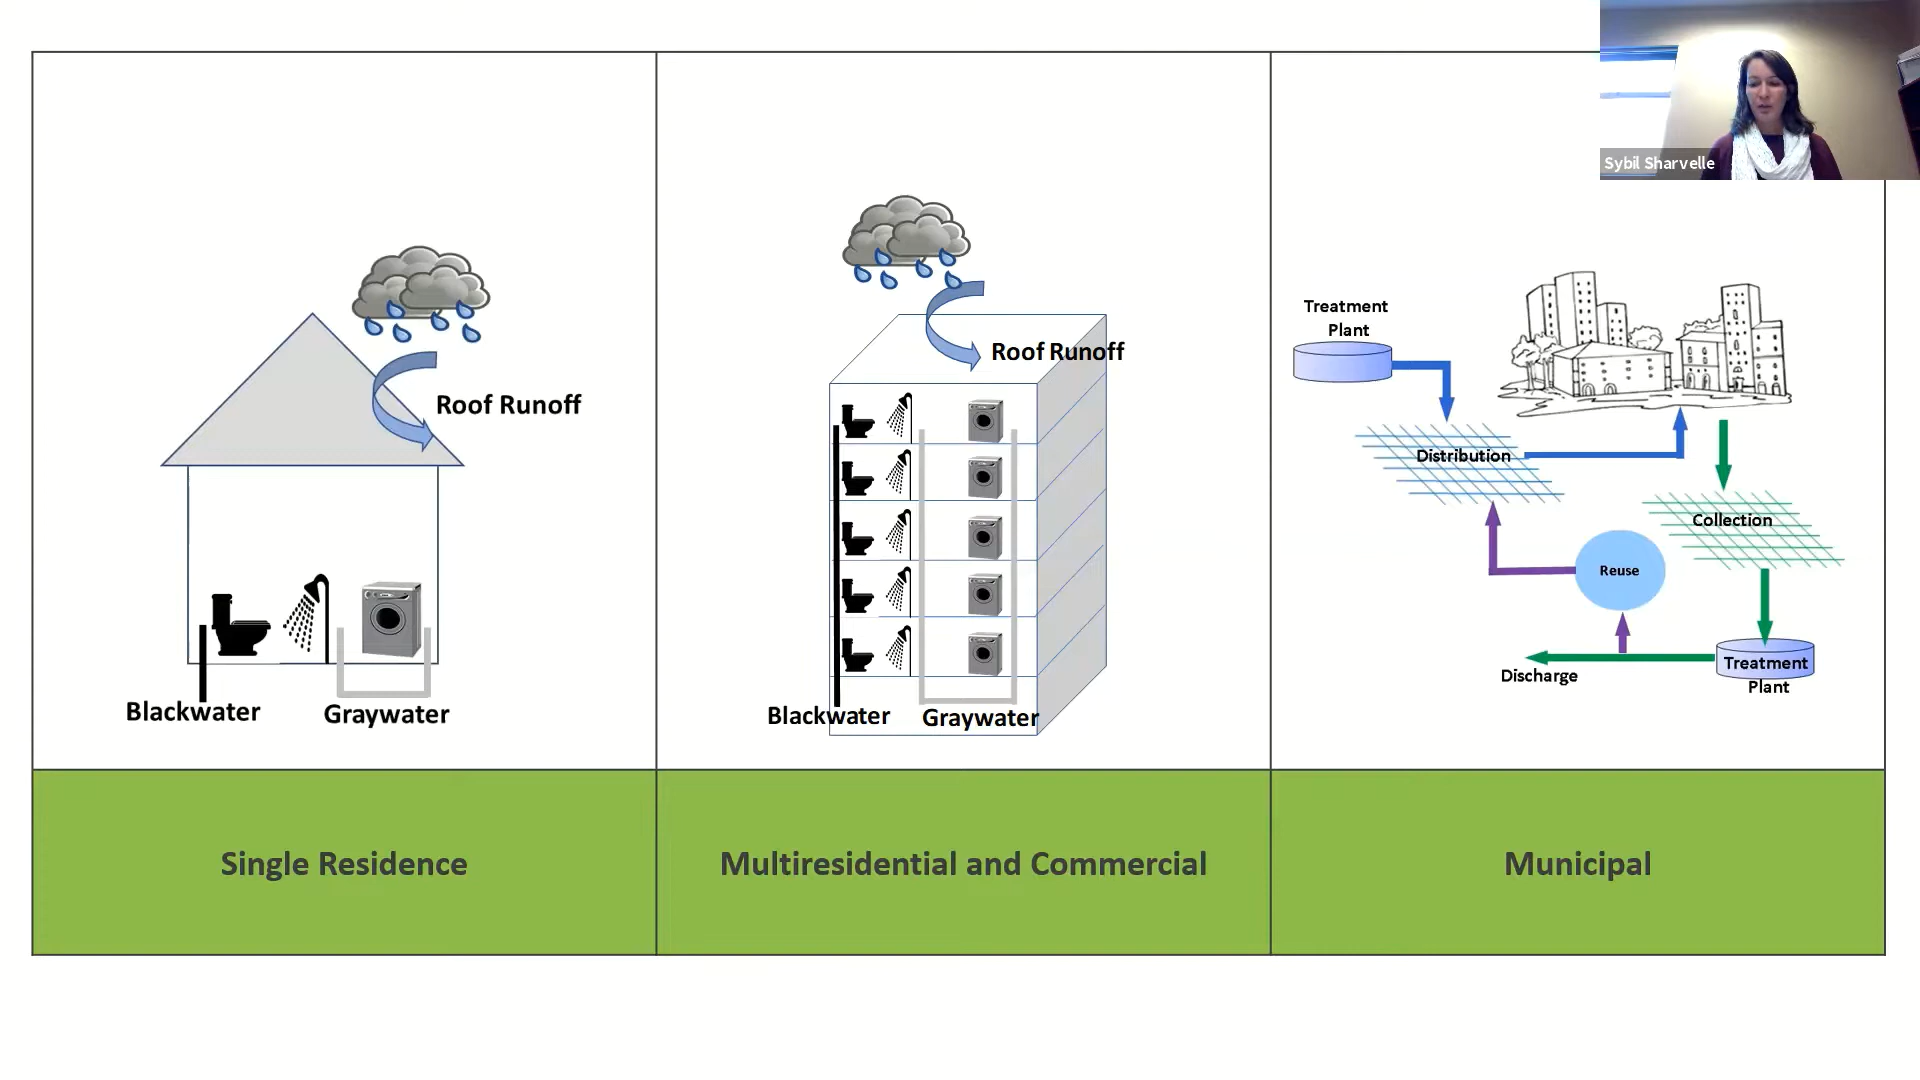 Sybil Sharvelle
Roof Runoff
Blackwater
Graywater
Single Residence
Roof Runoff
Blackwater
Graywater
Multiresidential and Commercial
Treatment
Plant
Distribution
Collection
Reuse
Discharge
Treatment
Plant
Municipal